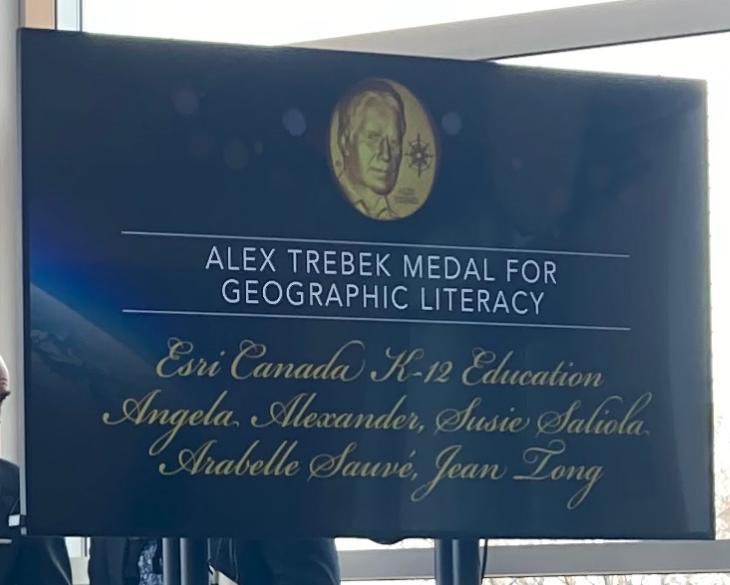 ALEX TREBEK MEDAL FOR
GEOGRAPHIC LITERACY
Esri Canada K-12 Education
Angela Alexander, Susie Saliola
Arabelle Sauvé, Jean Tong